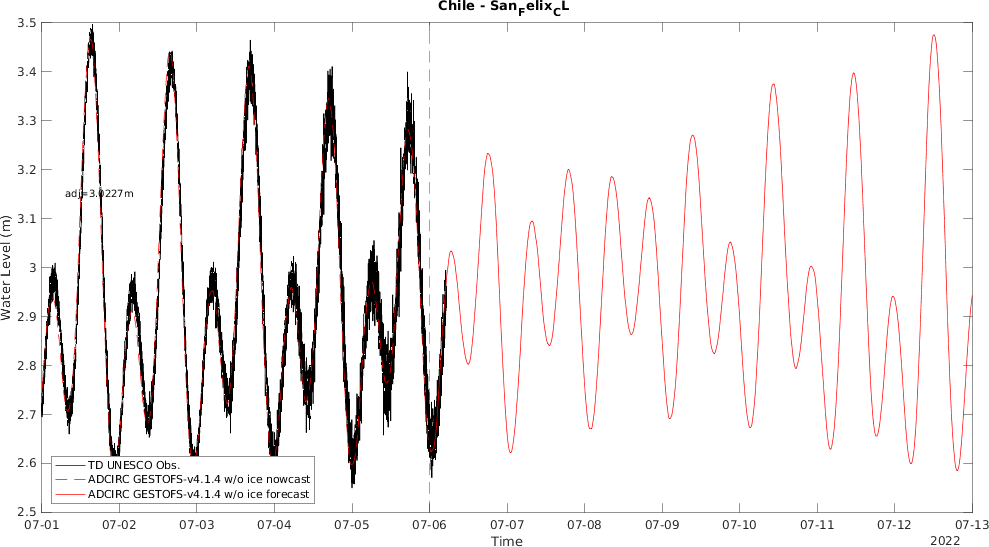 Chile - SanFelixCL
3.5
3.4
3.3
3.2
3.1
3
2.9
2.8
2.7
2.6
2.5
Water Level (m)
adj=3.0227m
TD UNESCO Obs.
ADCIRC GESTOFS-v4.1.4 w/o ice nowcast
ADCIRC GESTOFS-v4.1.4 w/o ice forecast
07-01 07-02 07-03 07-04 07-05 07-06 07-07 07-08 07-09 07-10 07-11 07-12 07-13
Time
2022